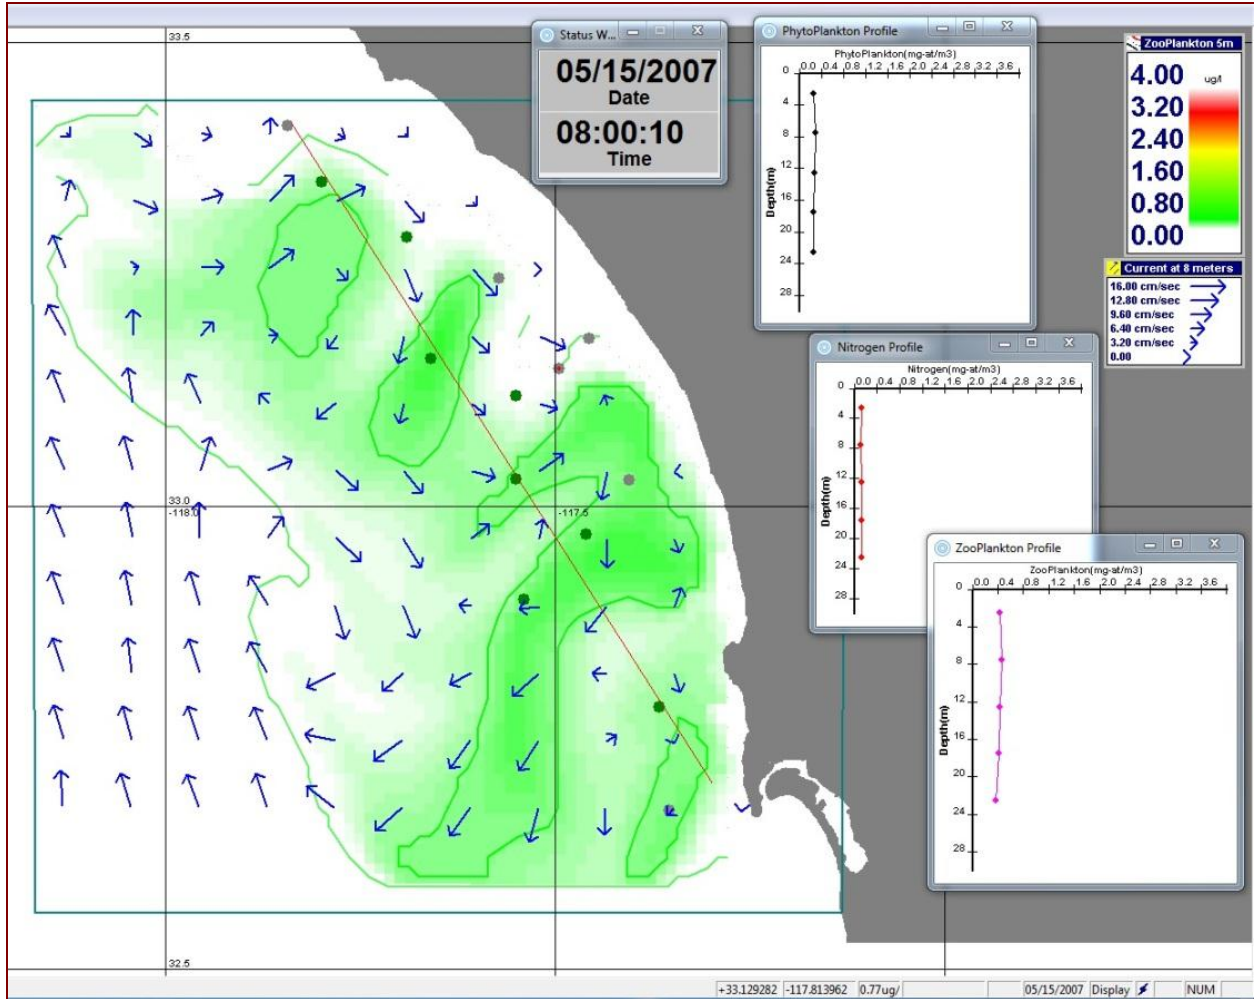 33.5
33.0
-118.0
-117.5
32.5
Status W...
05/15/2007
Date
08:00:10
Time
PhytoPlankton Profile
PhytoPlankton(mg-at/m3)
0.0 0.4 0.8 1.2 1.6 2.0 2.4 2.8 3.2 3.6
0
4
8
12
16
20
24
28
Depth(m)
ZooPlankton 5m
4.00 ug/l
3.20
2.40
1.60
0.80
0.00
Current at 8 meters
16.00 cm/sec
12.80 cm/sec
9.60 cm/sec
6.40 cm/sec
3.20 cm/sec
0.00
Nitrogen Profile
Nitrogen(mg-at/m3)
0.0 0.4 0.8 1.2 1.6 2.0 2.4 2.8 3.2 3.6
0
4
8
12
16
20
24
28
Depth(m)
ZooPlankton Profile
ZooPlankton(mg-at/m3)
0.0 0.4 0.8 1.2 1.6 2.0 2.4 2.8 3.2 3.6
0
4
8
12
16
20
24
28
Depth(m)
+33.129282 -117.813962 0.77ug/ 05/15/2007 Display NUM